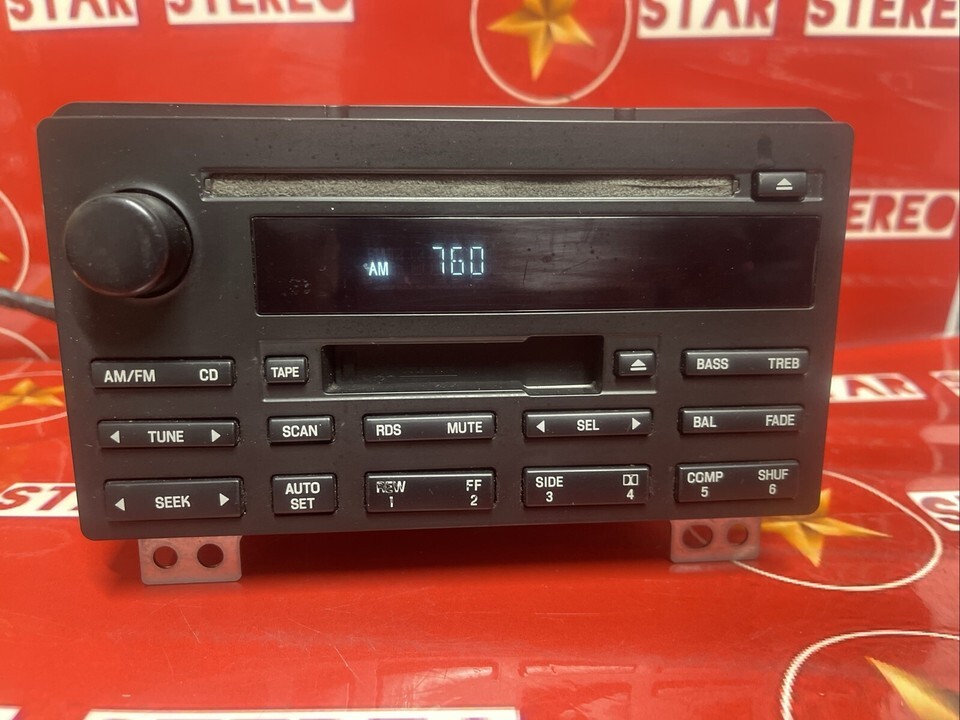 STAR STEREO
STAR STEREO
STEREO
AM 760
AM/FM CD
TAPE
BASS TREB
STAR
◀ TUNE ▶
SCAN
RDS MUTE
◀ SEL ▶
BAL FADE
◀ SEEK ▶
AUTO
SET
REW FF
1 2
SIDE
3 4
COMP SHUF
5 6
STEREO